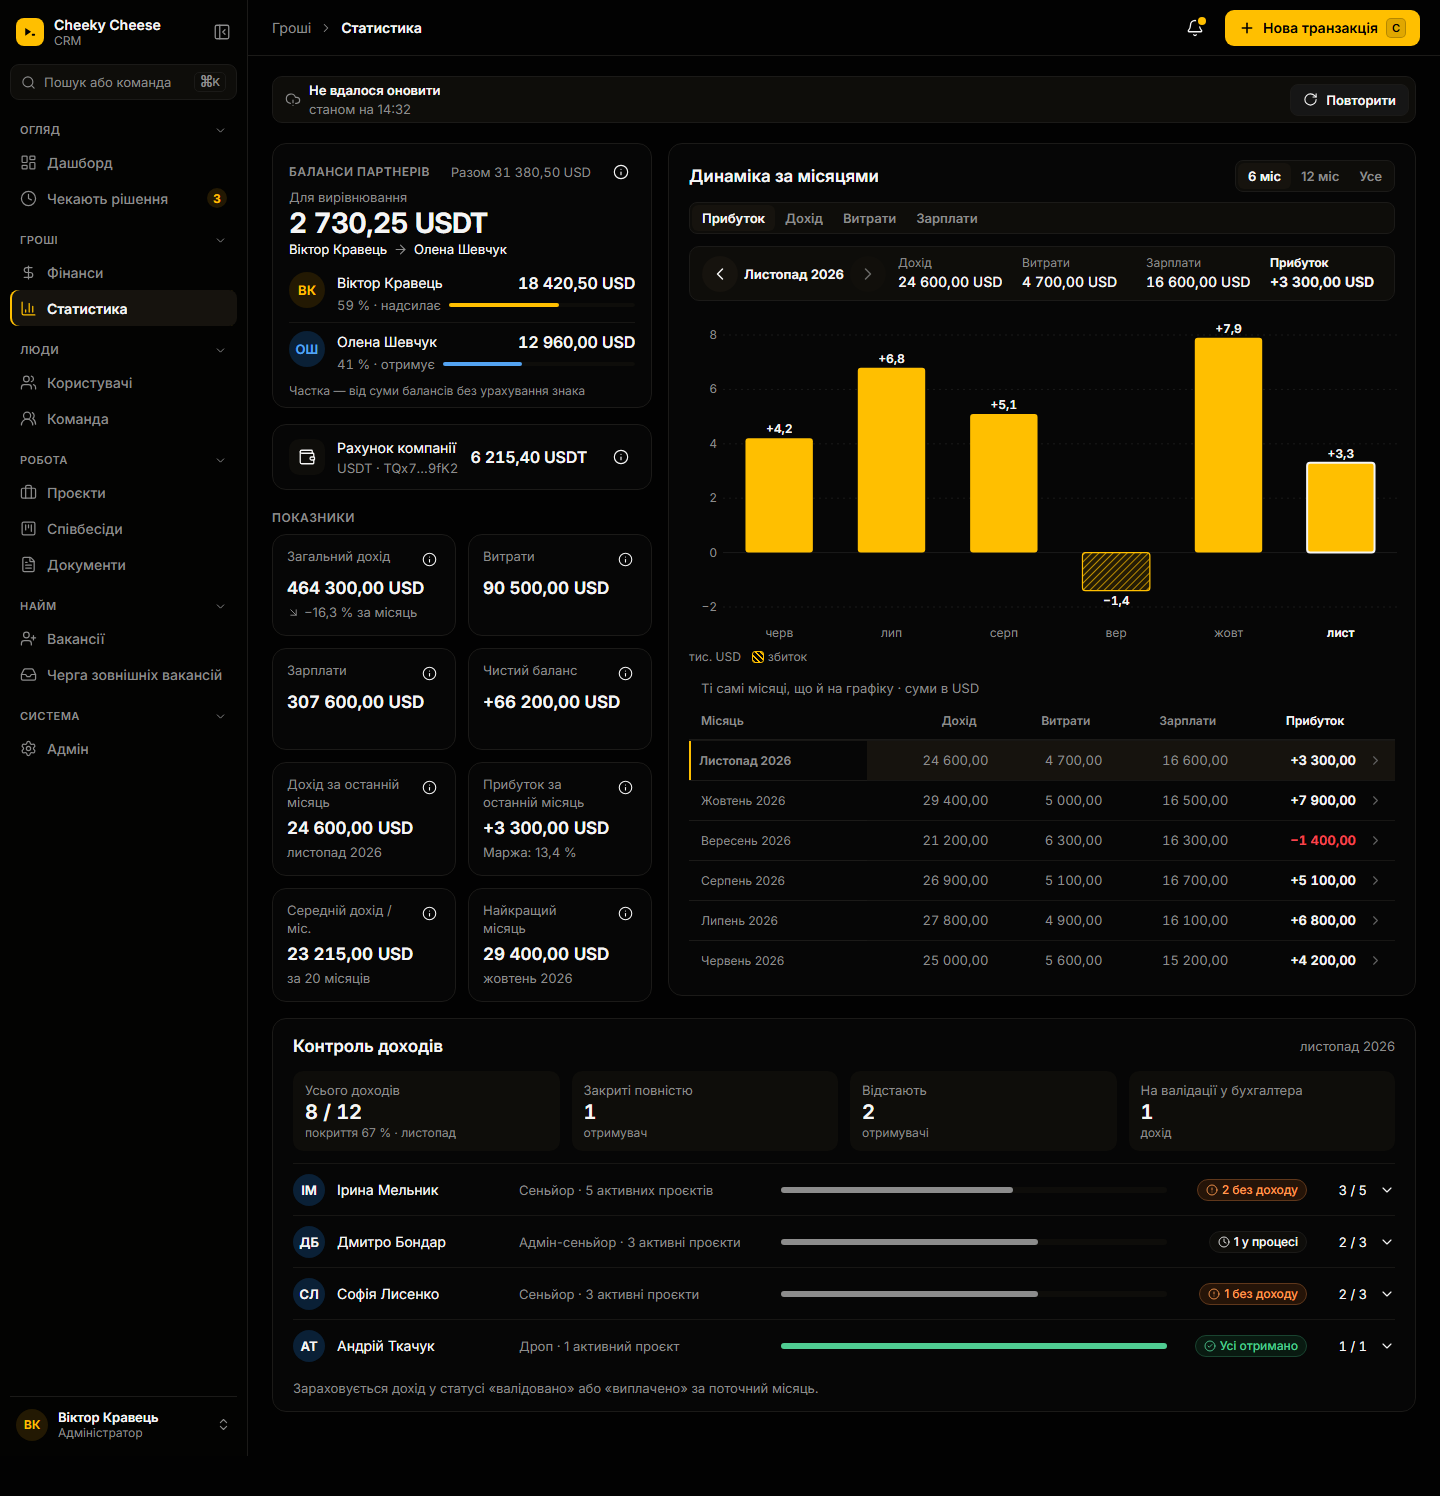 Cheeky Cheese
CRM
Пошук або команда ⌘K
ОГЛЯД
Дашборд
Чекають рішення 3
ГРОШІ
Фінанси
Статистика
ЛЮДИ
Користувачі
Команда
РОБОТА
Проєкти
Співбесіди
Документи
НАЙМ
Вакансії
Черга зовнішніх вакансій
СИСТЕМА
Адмін
ВК Віктор Кравець
Адміністратор
Гроші > Статистика
+ Нова транзакція C
Не вдалося оновити
станом на 14:32
Повторити
БАЛАНСИ ПАРТНЕРІВ Разом 31 380,50 USD
Для вирівнювання
2 730,25 USDT
Віктор Кравець → Олена Шевчук
ВК Віктор Кравець 18 420,50 USD
59 % · надсилає
ОШ Олена Шевчук 12 960,00 USD
41 % · отримує
Частка — від суми балансів без урахування знака
Рахунок компанії 6 215,40 USDT
USDT · TQx7…9fK2
ПОКАЗНИКИ
Загальний дохід
464 300,00 USD
−16,3 % за місяць
Витрати
90 500,00 USD
Зарплати
307 600,00 USD
Чистий баланс
+66 200,00 USD
Дохід за останній
місяць
24 600,00 USD
листопад 2026
Прибуток за
останній місяць
+3 300,00 USD
Маржа: 13,4 %
Середній дохід /
міс.
23 215,00 USD
за 20 місяців
Найкращий
місяць
29 400,00 USD
жовтень 2026
Динаміка за місяцями
6 міс 12 міс Усе
Прибуток Дохід Витрати Зарплати
Листопад 2026
Дохід
24 600,00 USD
Витрати
4 700,00 USD
Зарплати
16 600,00 USD
Прибуток
+3 300,00 USD
8
6
4
2
0
−2
+4,2
+6,8
+5,1
−1,4
+7,9
+3,3
черв лип серп вер жовт лист
тис. USD збиток
Ті самі місяці, що й на графіку · суми в USD
Місяць Дохід Витрати Зарплати Прибуток
Листопад 2026 24 600,00 4 700,00 16 600,00 +3 300,00
Жовтень 2026 29 400,00 5 000,00 16 500,00 +7 900,00
Вересень 2026 21 200,00 6 300,00 16 300,00 −1 400,00
Серпень 2026 26 900,00 5 100,00 16 700,00 +5 100,00
Липень 2026 27 800,00 4 900,00 16 100,00 +6 800,00
Червень 2026 25 000,00 5 600,00 15 200,00 +4 200,00
Контроль доходів листопад 2026
Усього доходів
8 / 12
покриття 67 % · листопад
Закриті повністю
1
отримувач
Відстають
2
отримувачі
На валідації у бухгалтера
1
дохід
ІМ Ірина Мельник Сеньйор · 5 активних проєктів 2 без доходу 3 / 5
ДБ Дмитро Бондар Адмін-сеньйор · 3 активні проєкти 1 у процесі 2 / 3
СЛ Софія Лисенко Сеньйор · 3 активні проєкти 1 без доходу 2 / 3
АТ Андрій Ткачук Дроп · 1 активний проєкт Усі отримано 1 / 1
Зараховується дохід у статусі «валідовано» або «виплачено» за поточний місяць.